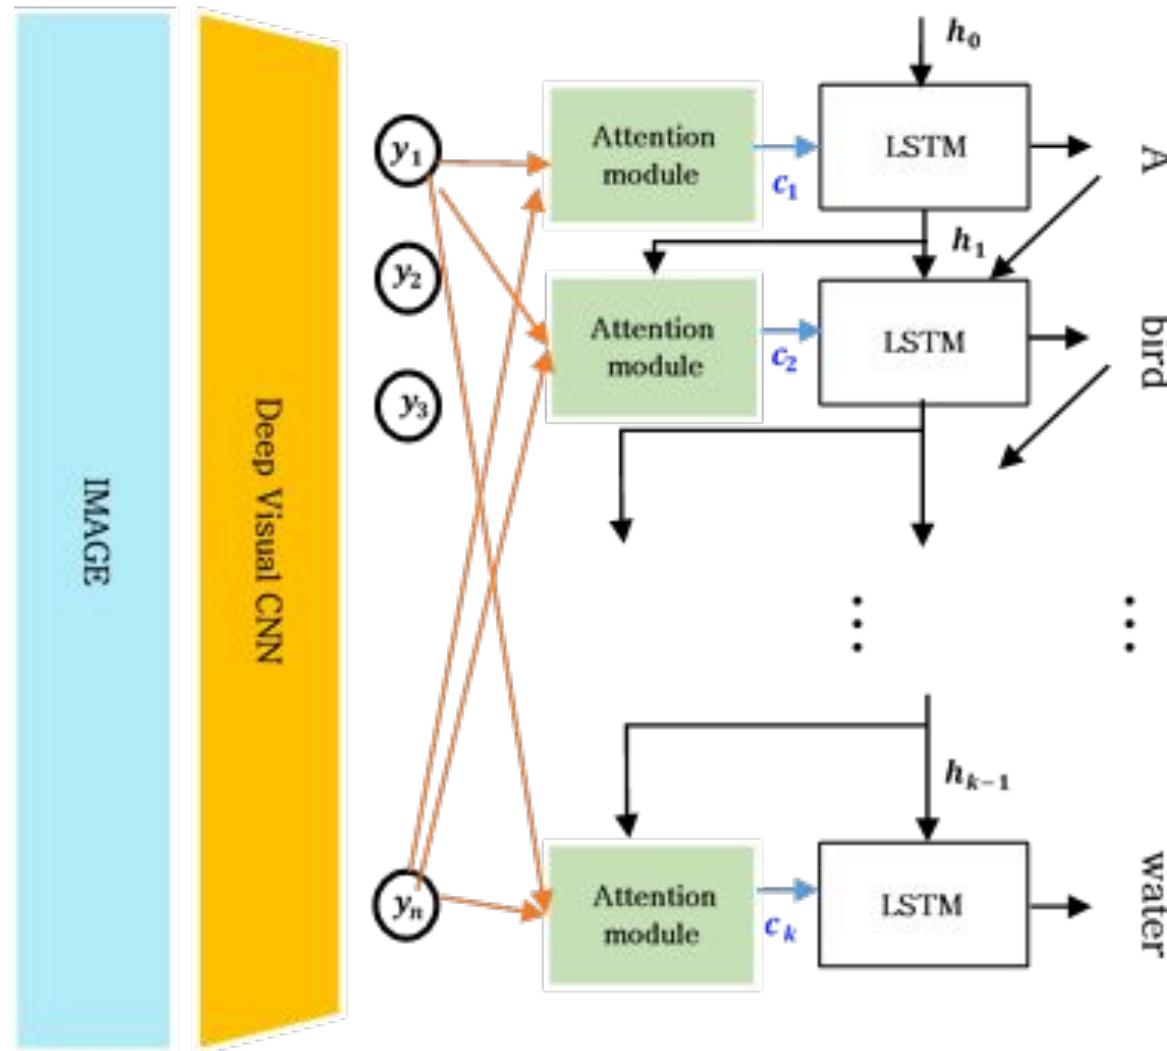 IMAGE
Deep Visual CNN
y₁
y₂
y₃
yₙ
Attention
module
c₁
h₀
LSTM
A
h₁
Attention
module
c₂
LSTM
bird
hₖ₋₁
Attention
module
cₖ
LSTM
water